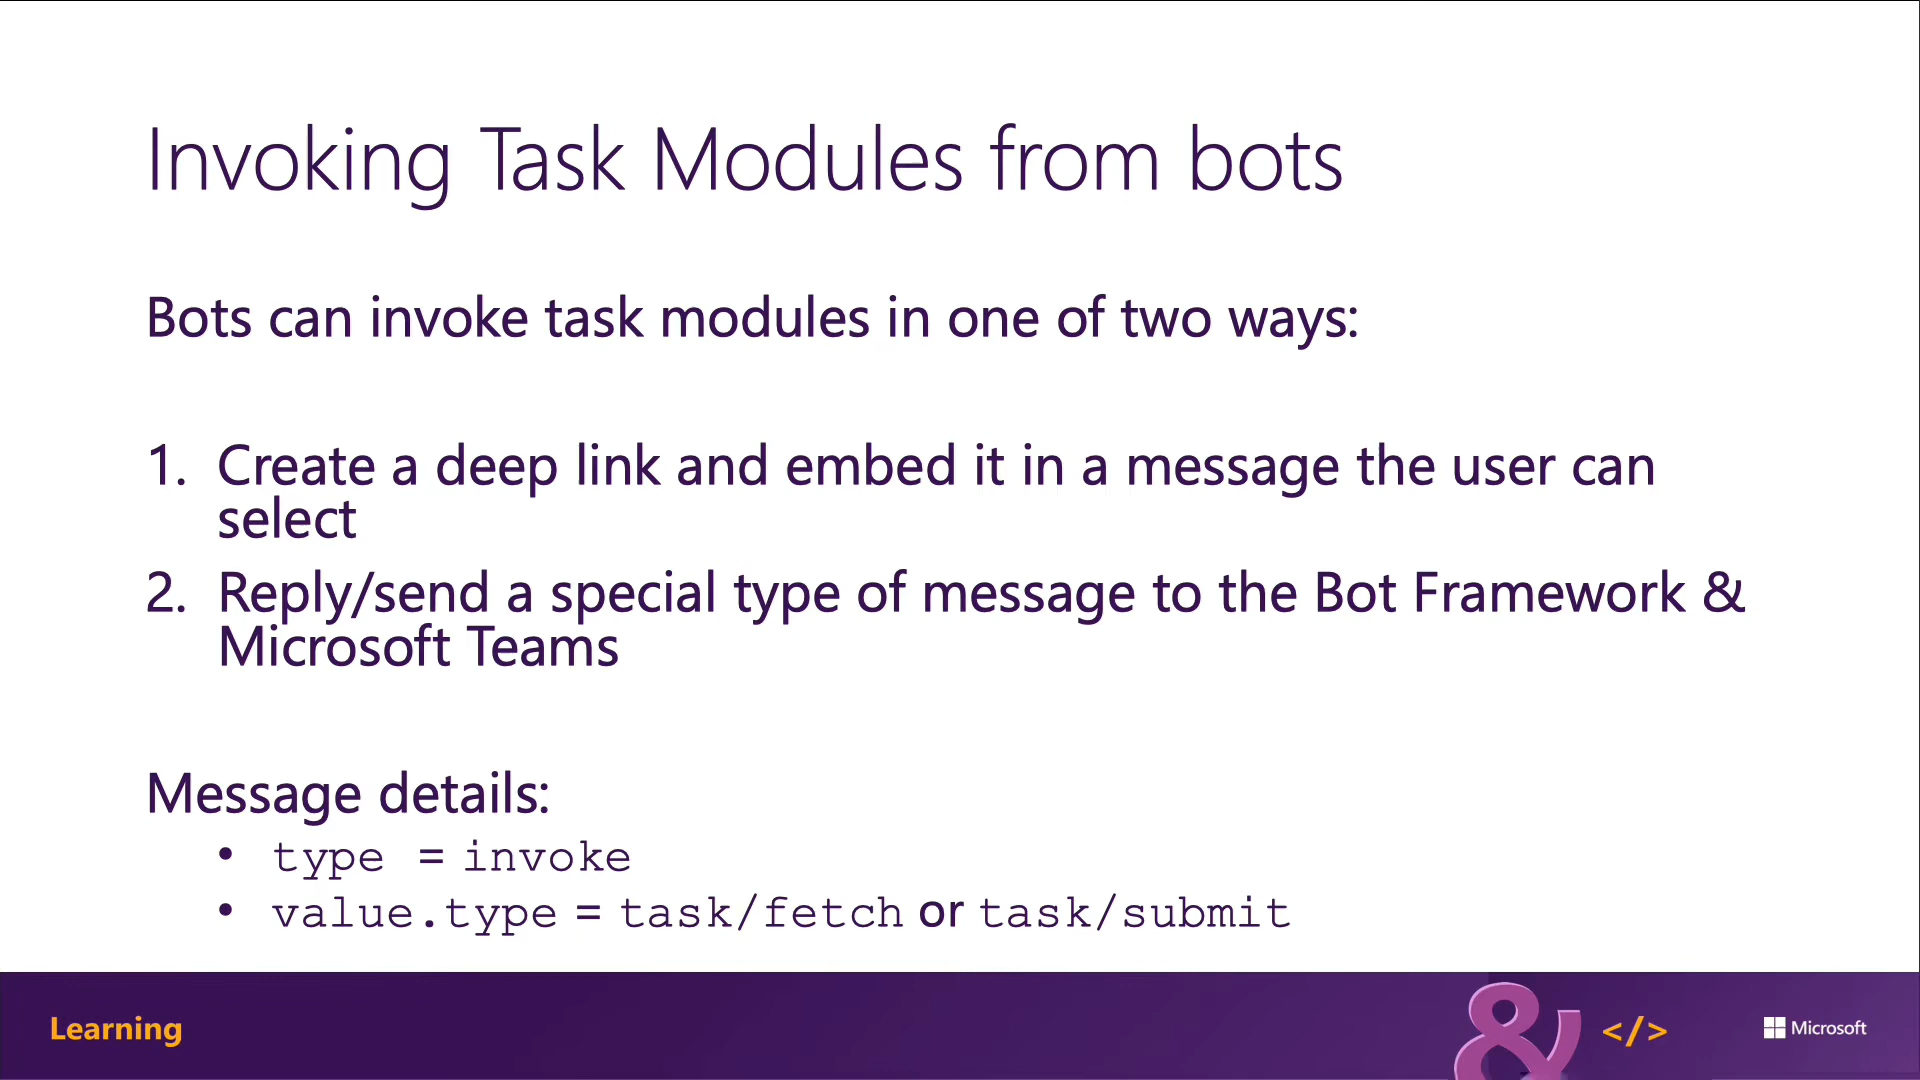 Invoking Task Modules from bots
Bots can invoke task modules in one of two ways:
1. Create a deep link and embed it in a message the user can
select
2. Reply/send a special type of message to the Bot Framework &
Microsoft Teams
Message details:
• type = invoke
• value.type = task/fetch or task/submit
Learning
& </>
Microsoft